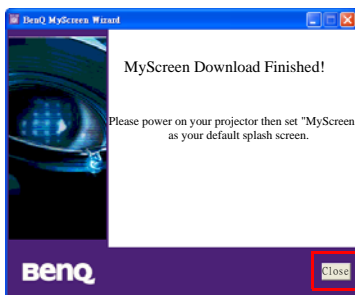 BenQ MyScreen Wizard
MyScreen Download Finished!
Please power on your projector then set "MyScreen
as your default splash screen.
BenQ
Close